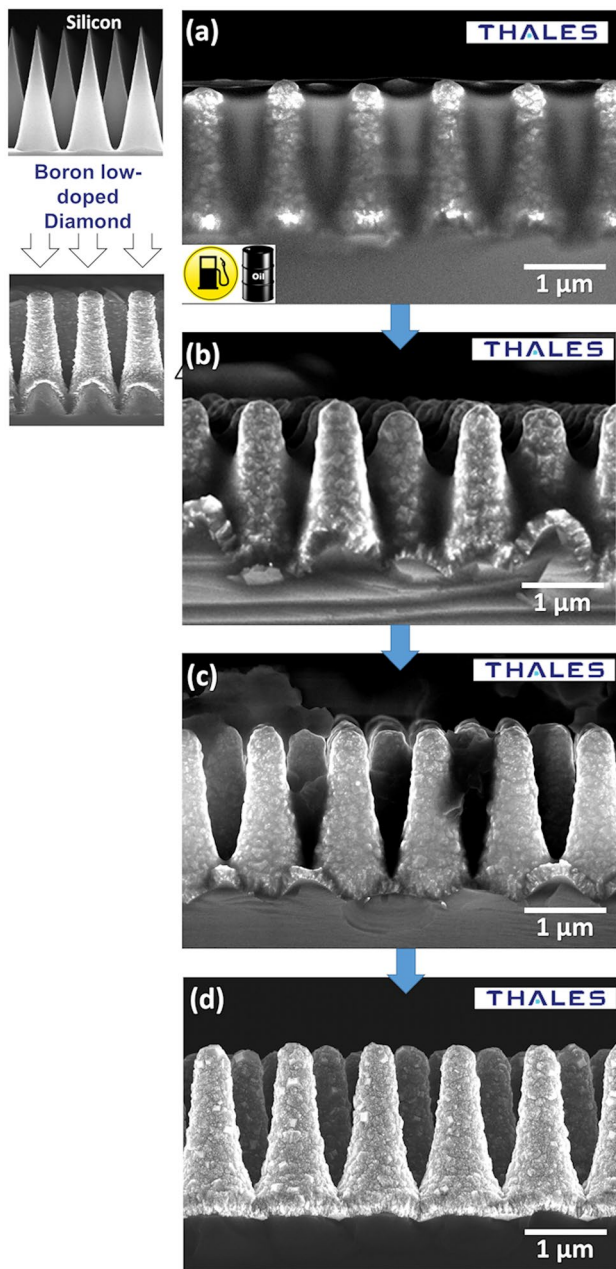 Silicon
Boron low-
doped
Diamond
(a)
THALES
Oil
1 µm
(b)
THALES
1 µm
(c)
THALES
1 µm
(d)
THALES
1 µm